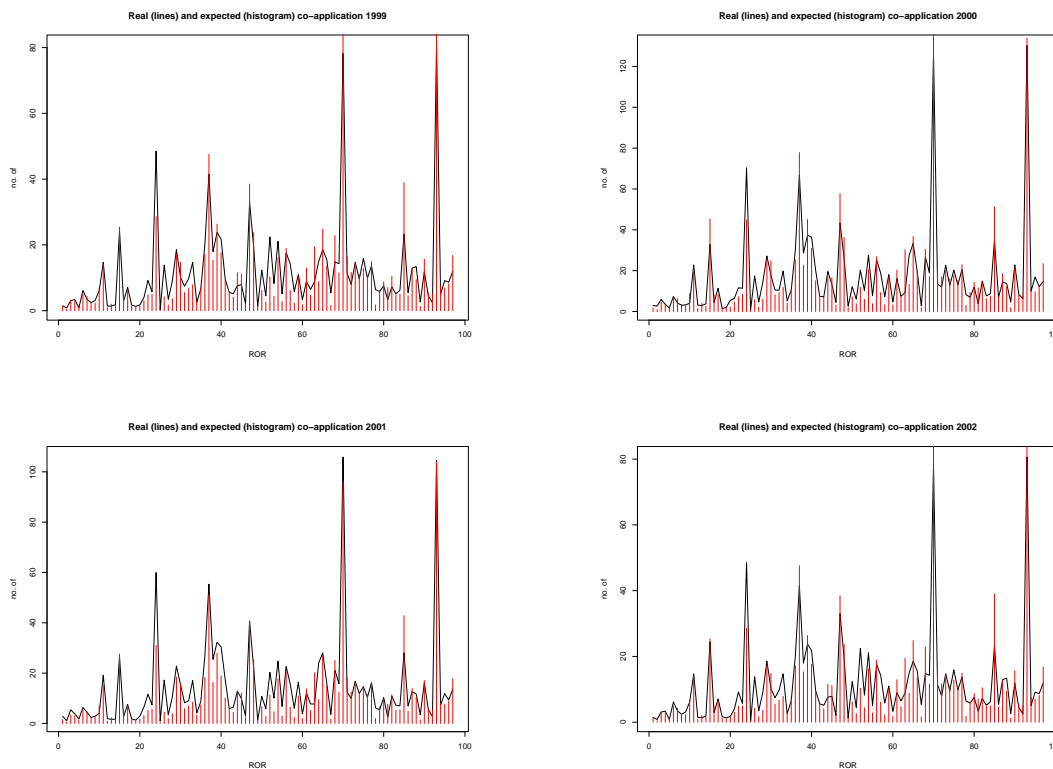 Real (lines) and expected (histogram) co−application 1999
no. of
80
60
40
20
0
0 20 40 60 80 100
ROR
Real (lines) and expected (histogram) co−application 2000
no. of
120
100
80
60
40
20
0
0 20 40 60 80
ROR
Real (lines) and expected (histogram) co−application 2001
no. of
100
80
60
40
20
0
0 20 40 60 80 100
ROR
Real (lines) and expected (histogram) co−application 2002
no. of
80
60
40
20
0
0 20 40 60 80
ROR